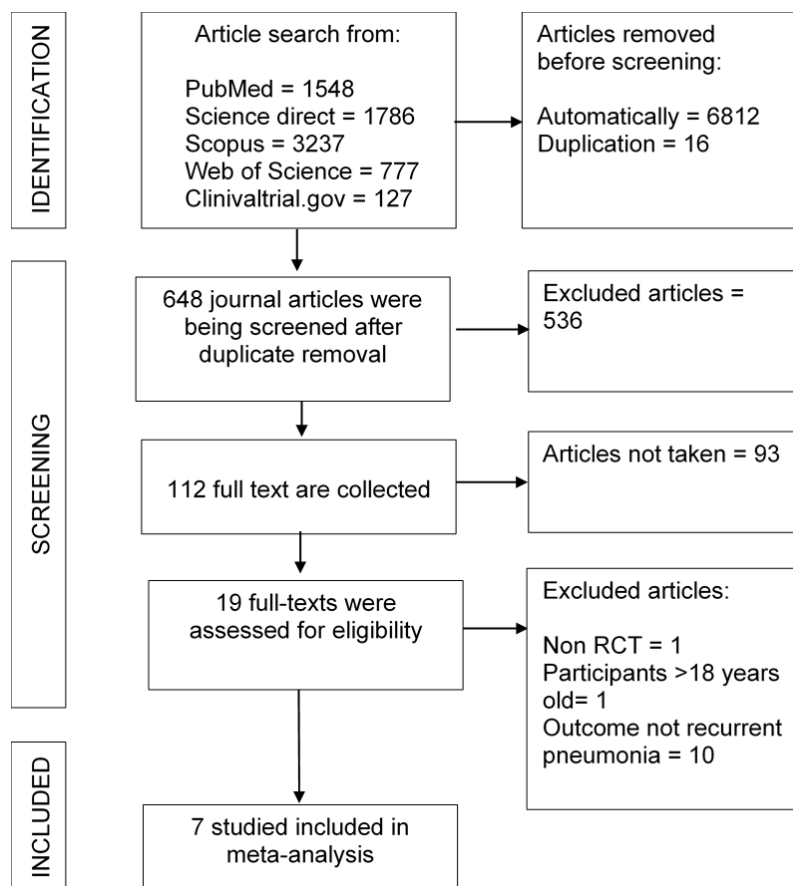 IDENTIFICATION
Article search from:
PubMed = 1548
Science direct = 1786
Scopus = 3237
Web of Science = 777
Clinivaltrial.gov = 127
Articles removed
before screening:
Automatically = 6812
Duplication = 16
SCREENING
648 journal articles were
being screened after
duplicate removal
Excluded articles =
536
112 full text are collected
Articles not taken = 93
19 full-texts were
assessed for eligibility
Excluded articles:
Non RCT = 1
Participants >18 years
old= 1
Outcome not recurrent
pneumonia = 10
INCLUDED
7 studied included in
meta-analysis